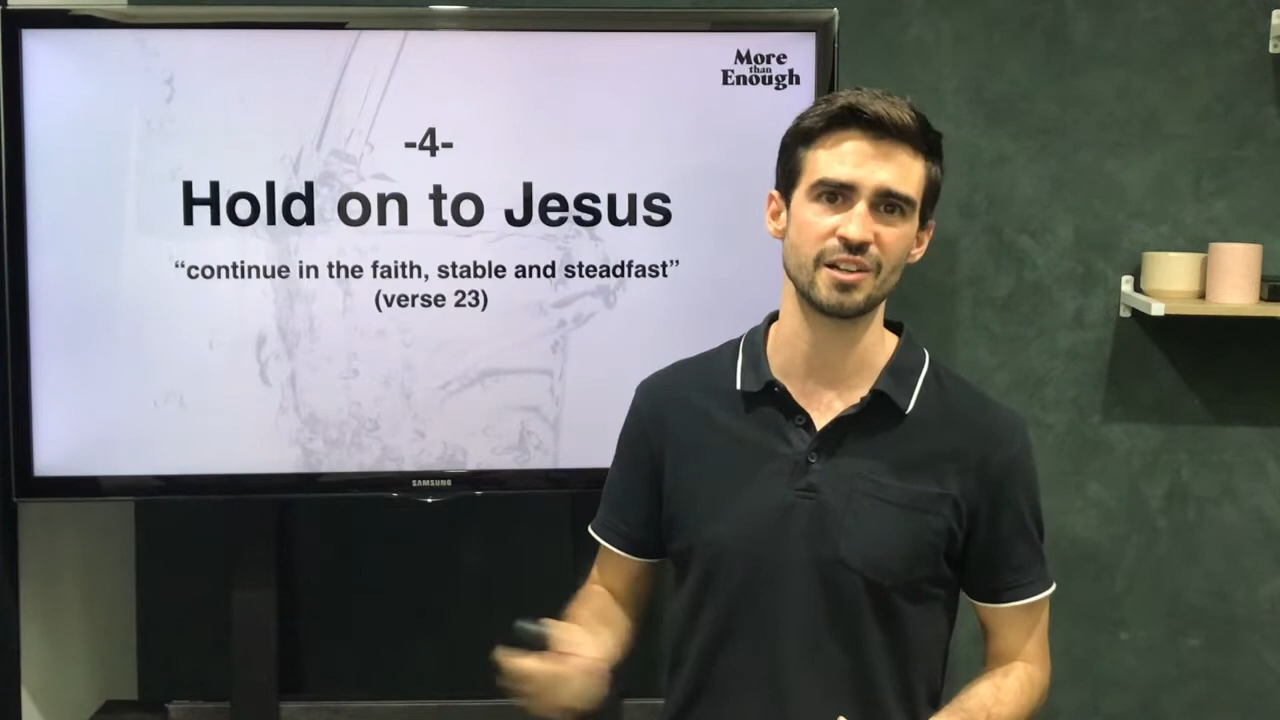 More
than
Enough
-4-
Hold on to Jesus
“continue in the faith, stable and steadfast”
(verse 23)
SAMSUNG